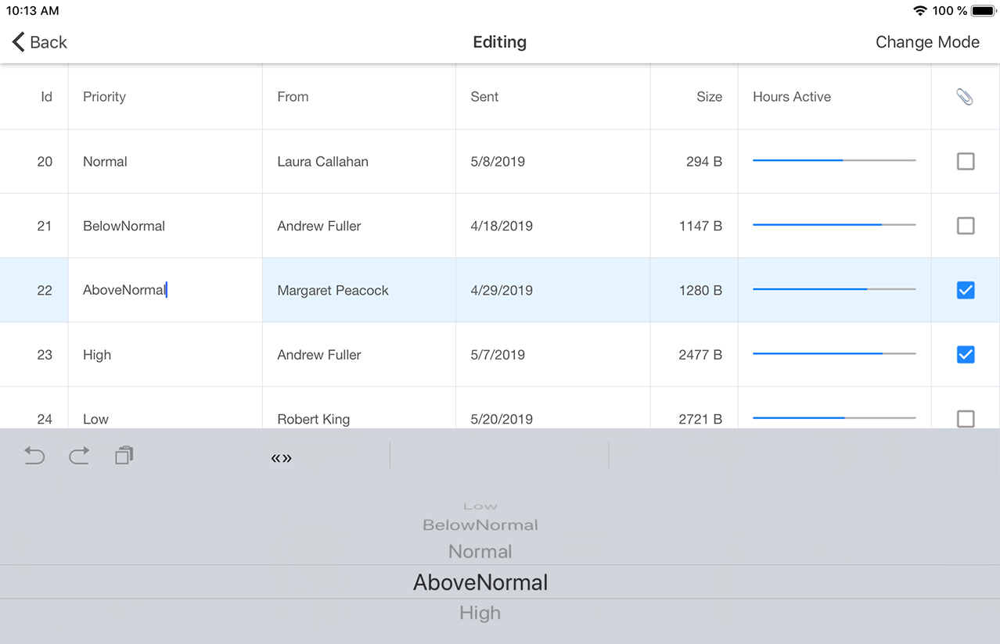 10:13 AM 100 %
Back Editing Change Mode
Id Priority From Sent Size Hours Active
20 Normal Laura Callahan 5/8/2019 294 B
21 BelowNormal Andrew Fuller 4/18/2019 1147 B
22 AboveNormal Margaret Peacock 4/29/2019 1280 B
23 High Andrew Fuller 5/7/2019 2477 B
24 Low Robert King 5/20/2019 2721 B
«»
Low
BelowNormal
Normal
AboveNormal
High